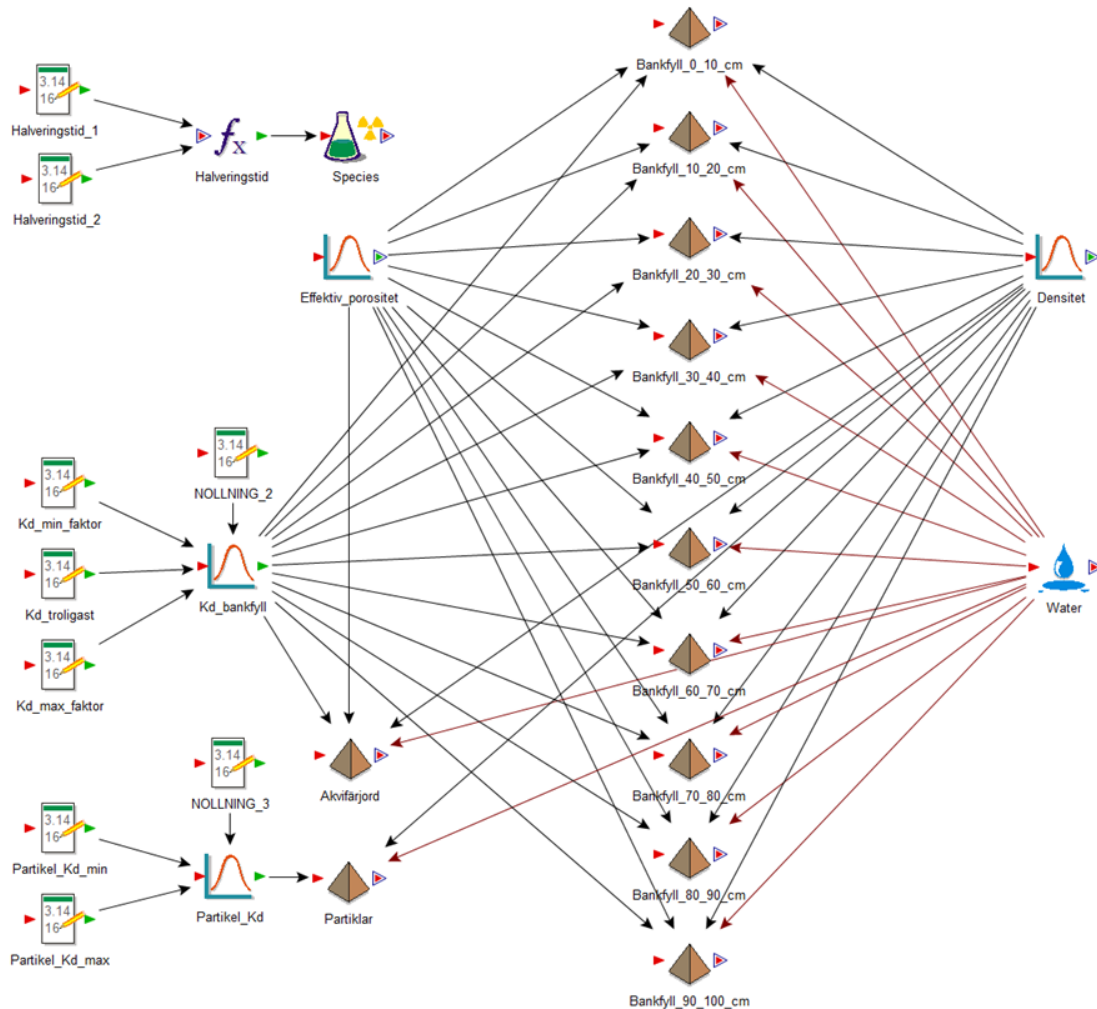 Bankfyll_0_10_cm
3.14
16
Halveringstid_1
3.14
16
Halveringstid_2
fx
Halveringstid
Species
Bankfyll_10_20_cm
Effektiv_porositet
Bankfyll_20_30_cm
Densitet
Bankfyll_30_40_cm
3.14
16
NOLLNING_2
Bankfyll_40_50_cm
3.14
16
Kd_min_faktor
3.14
16
Kd_troligast
Kd_bankfyll
Bankfyll_50_60_cm
Water
3.14
16
Kd_max_faktor
Bankfyll_60_70_cm
3.14
16
NOLLNING_3
Akvifärjord
Bankfyll_70_80_cm
3.14
16
Partikel_Kd_min
Partikel_Kd
Partiklar
Bankfyll_80_90_cm
3.14
16
Partikel_Kd_max
Bankfyll_90_100_cm